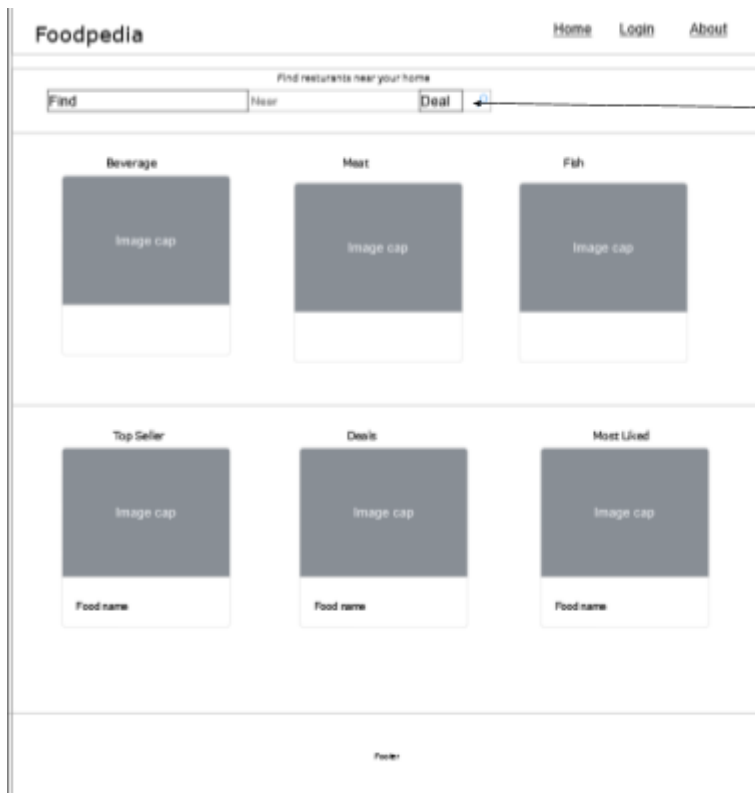 Foodpedia
Home Login About
Find resturants near your home
Find Near Deal
Beverage Meat Fish
Image cap Image cap Image cap
Top Seller Deals Most Liked
Image cap Image cap Image cap
Food name Food name Food name
Footer